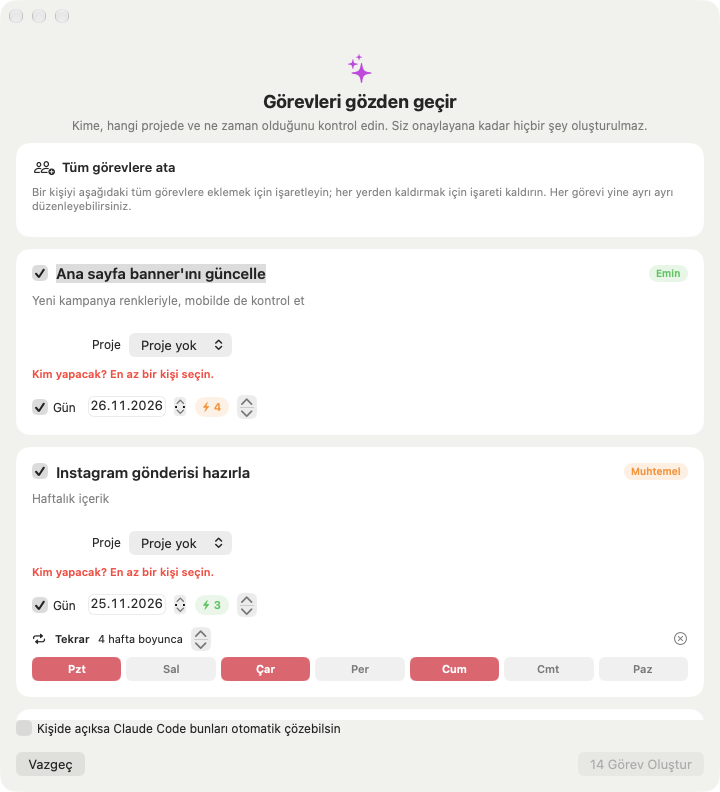 Görevleri gözden geçir
Kime, hangi projede ve ne zaman olduğunu kontrol edin. Siz onaylayana kadar hiçbir şey oluşturulmaz.
Tüm görevlere ata
Bir kişiyi aşağıdaki tüm görevlere eklemek için işaretleyin; her yerden kaldırmak için işareti kaldırın. Her görevi yine ayrı ayrı
düzenleyebilirsiniz.
Ana sayfa banner'ını güncelle
Emin
Yeni kampanya renkleriyle, mobilde de kontrol et
Proje Proje yok
Kim yapacak? En az bir kişi seçin.
Gün 26.11.2026 4
Instagram gönderisi hazırla
Muhtemel
Haftalık içerik
Proje Proje yok
Kim yapacak? En az bir kişi seçin.
Gün 25.11.2026 3
Tekrar 4 hafta boyunca
Pzt Sal Çar Per Cum Cmt Paz
Kişide açıksa Claude Code bunları otomatik çözebilsin
Vazgeç 14 Görev Oluştur